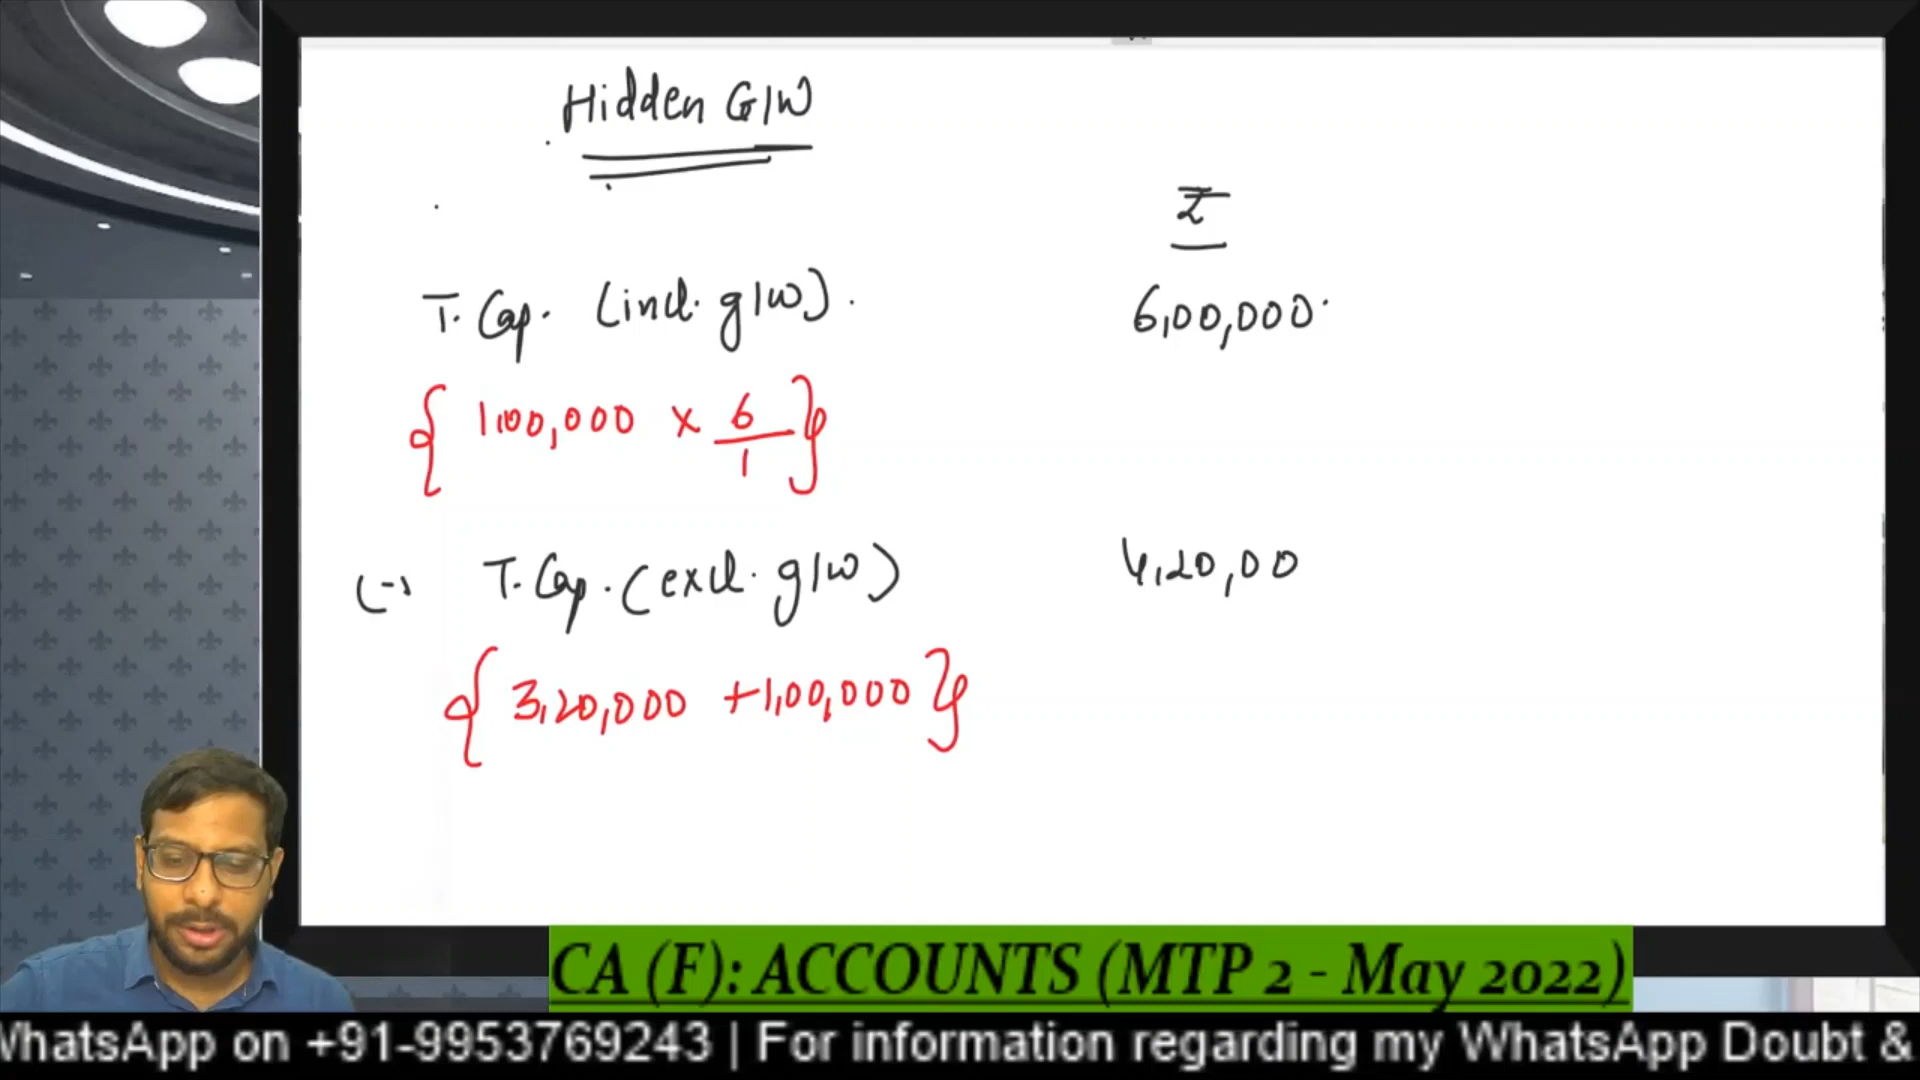 Hidden G/W
₹
T. Cap. (incl. g/w). 6,00,000
{ 1,00,000 x 6/1 }
(-) T. Cap. (excl. g/w) 4,20,00
{ 3,20,000 + 1,00,000 }
CA (F): ACCOUNTS (MTP 2 - May 2022)
WhatsApp on +91-9953769243 | For information regarding my WhatsApp Doubt &